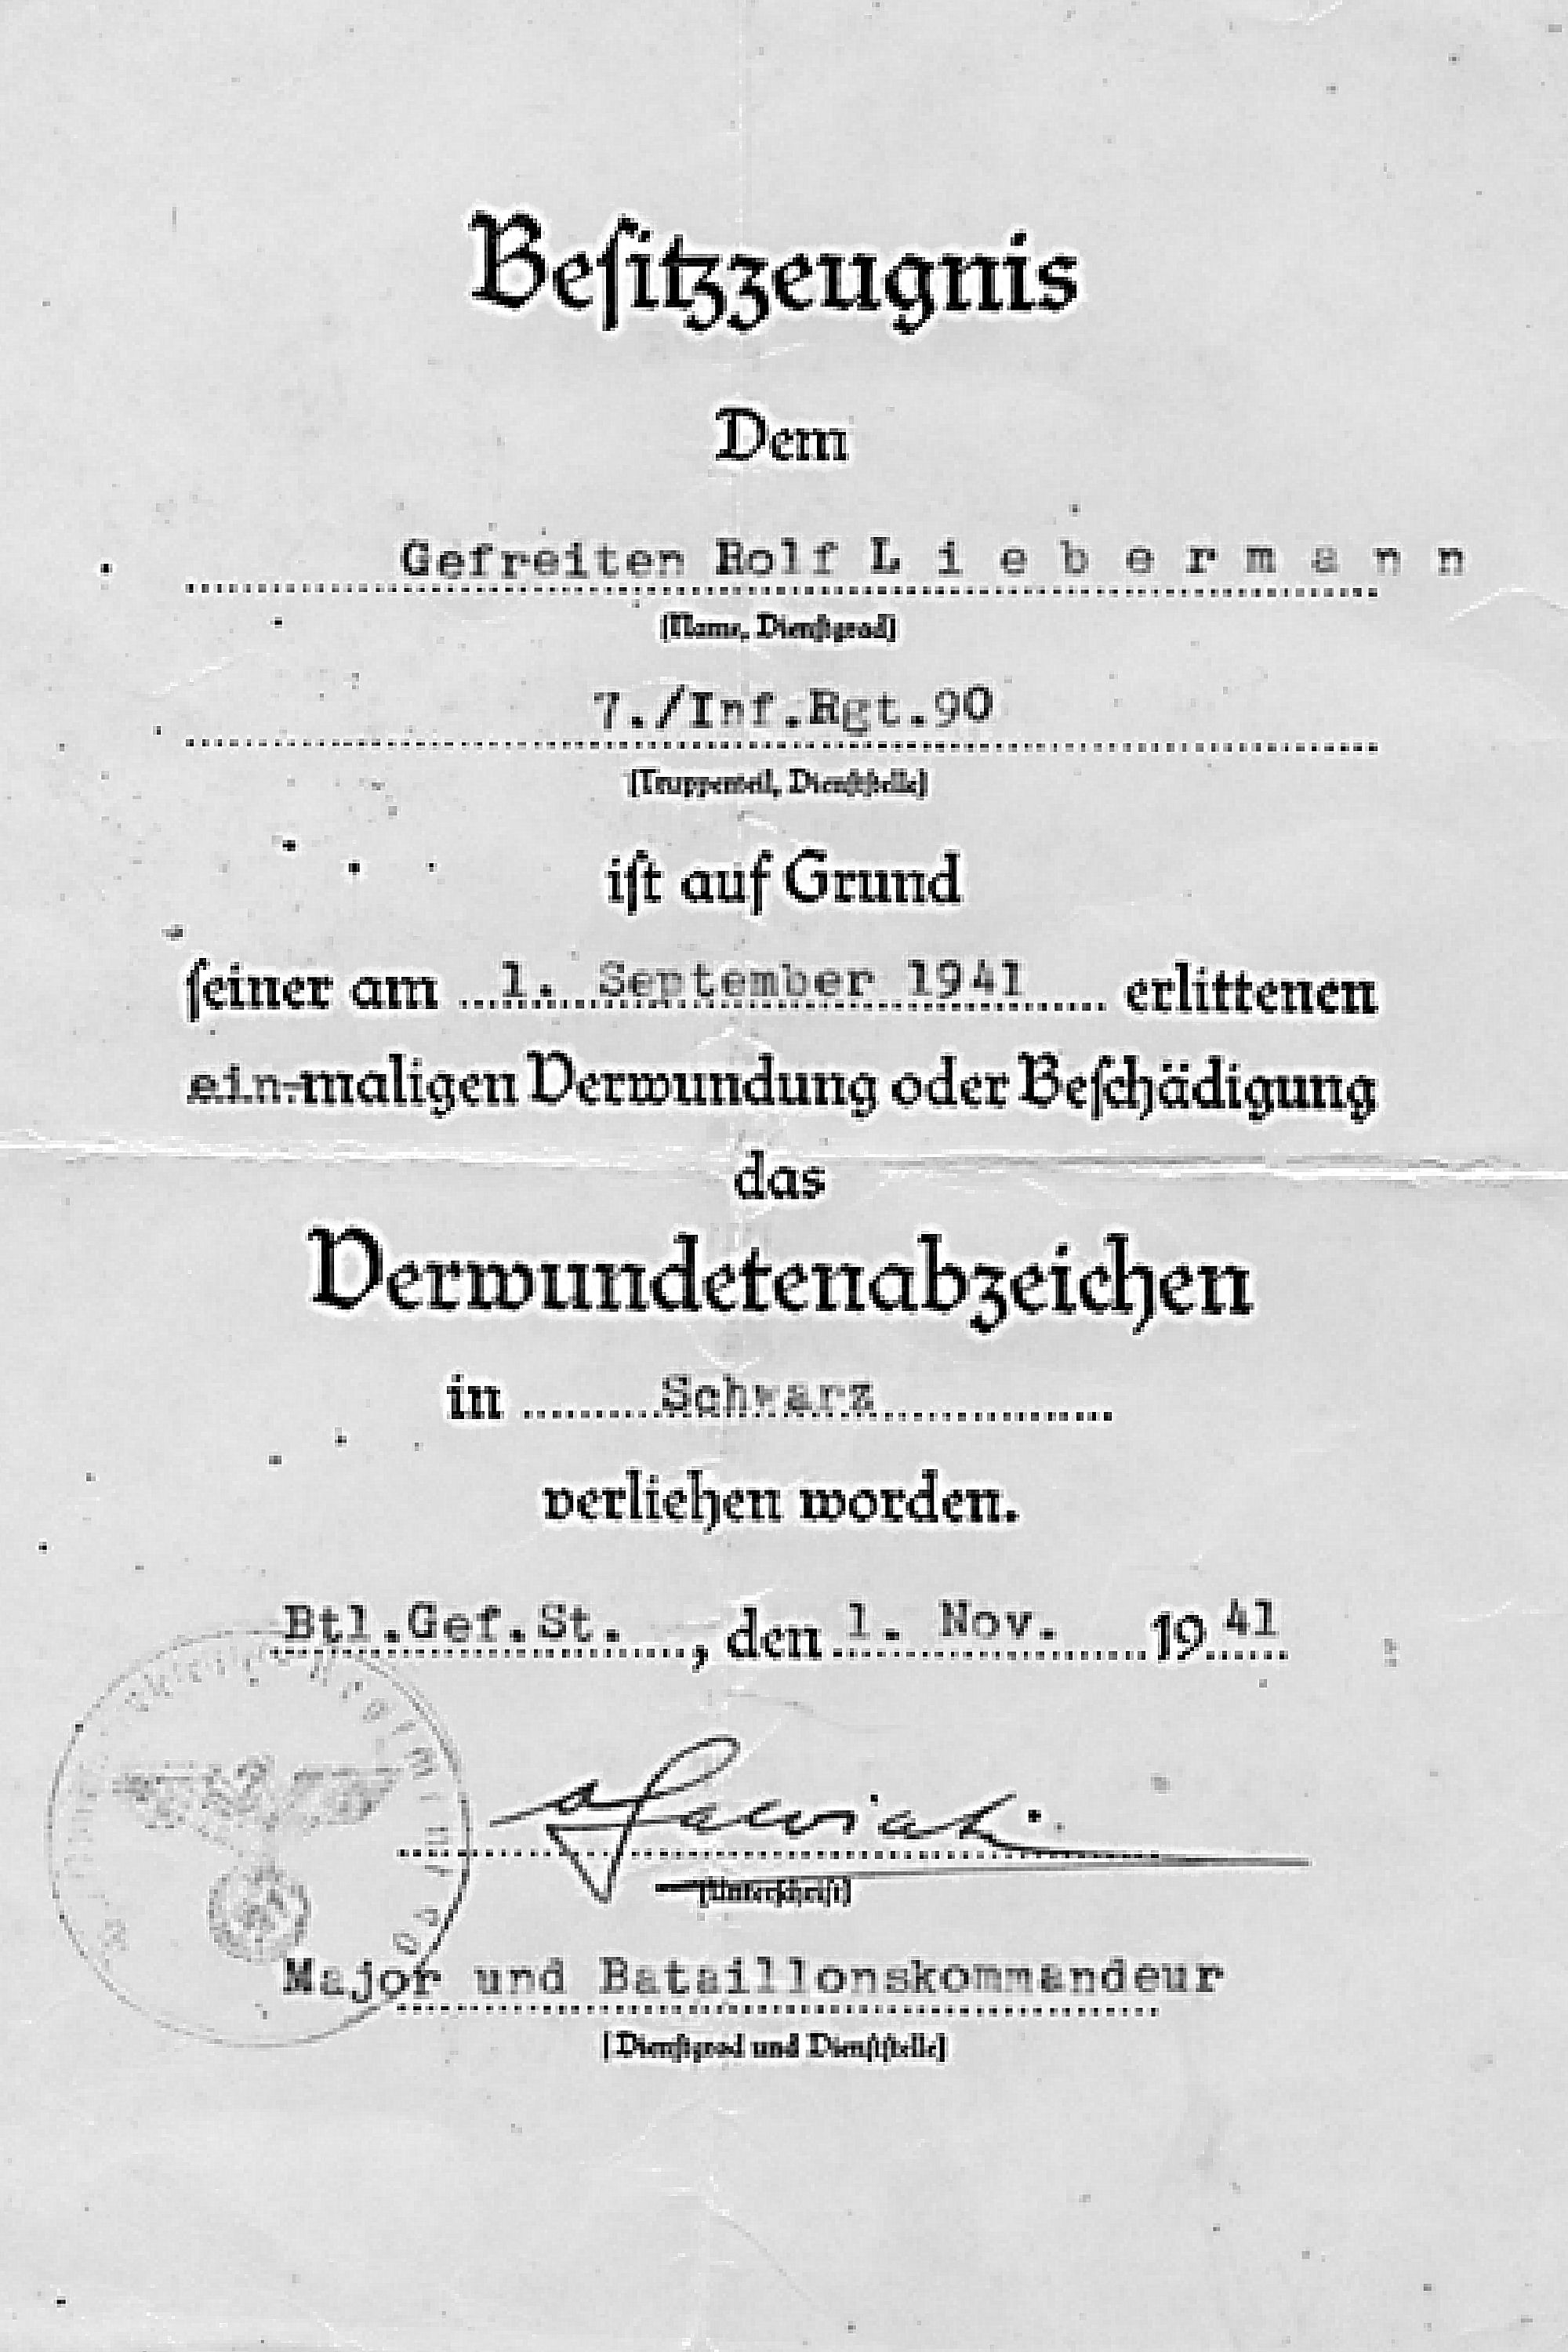 Besitzzeugnis
Dem
Gefreiten Rolf Liebermann
(Name, Dienstgrad)
7./Inf.Rgt.90
(Truppenteil, Dienststelle)
ist auf Grund
seiner am 1. September 1941 erlittenen
ein-maligen Verwundung oder Beschädigung
das
Verwundetenabzeichen
in Schwarz
verliehen worden.
Btl.Gef.St. , den 1. Nov. 1941
(Unterschrift)
Major und Bataillonskommandeur
(Dienstgrad und Dienststelle)